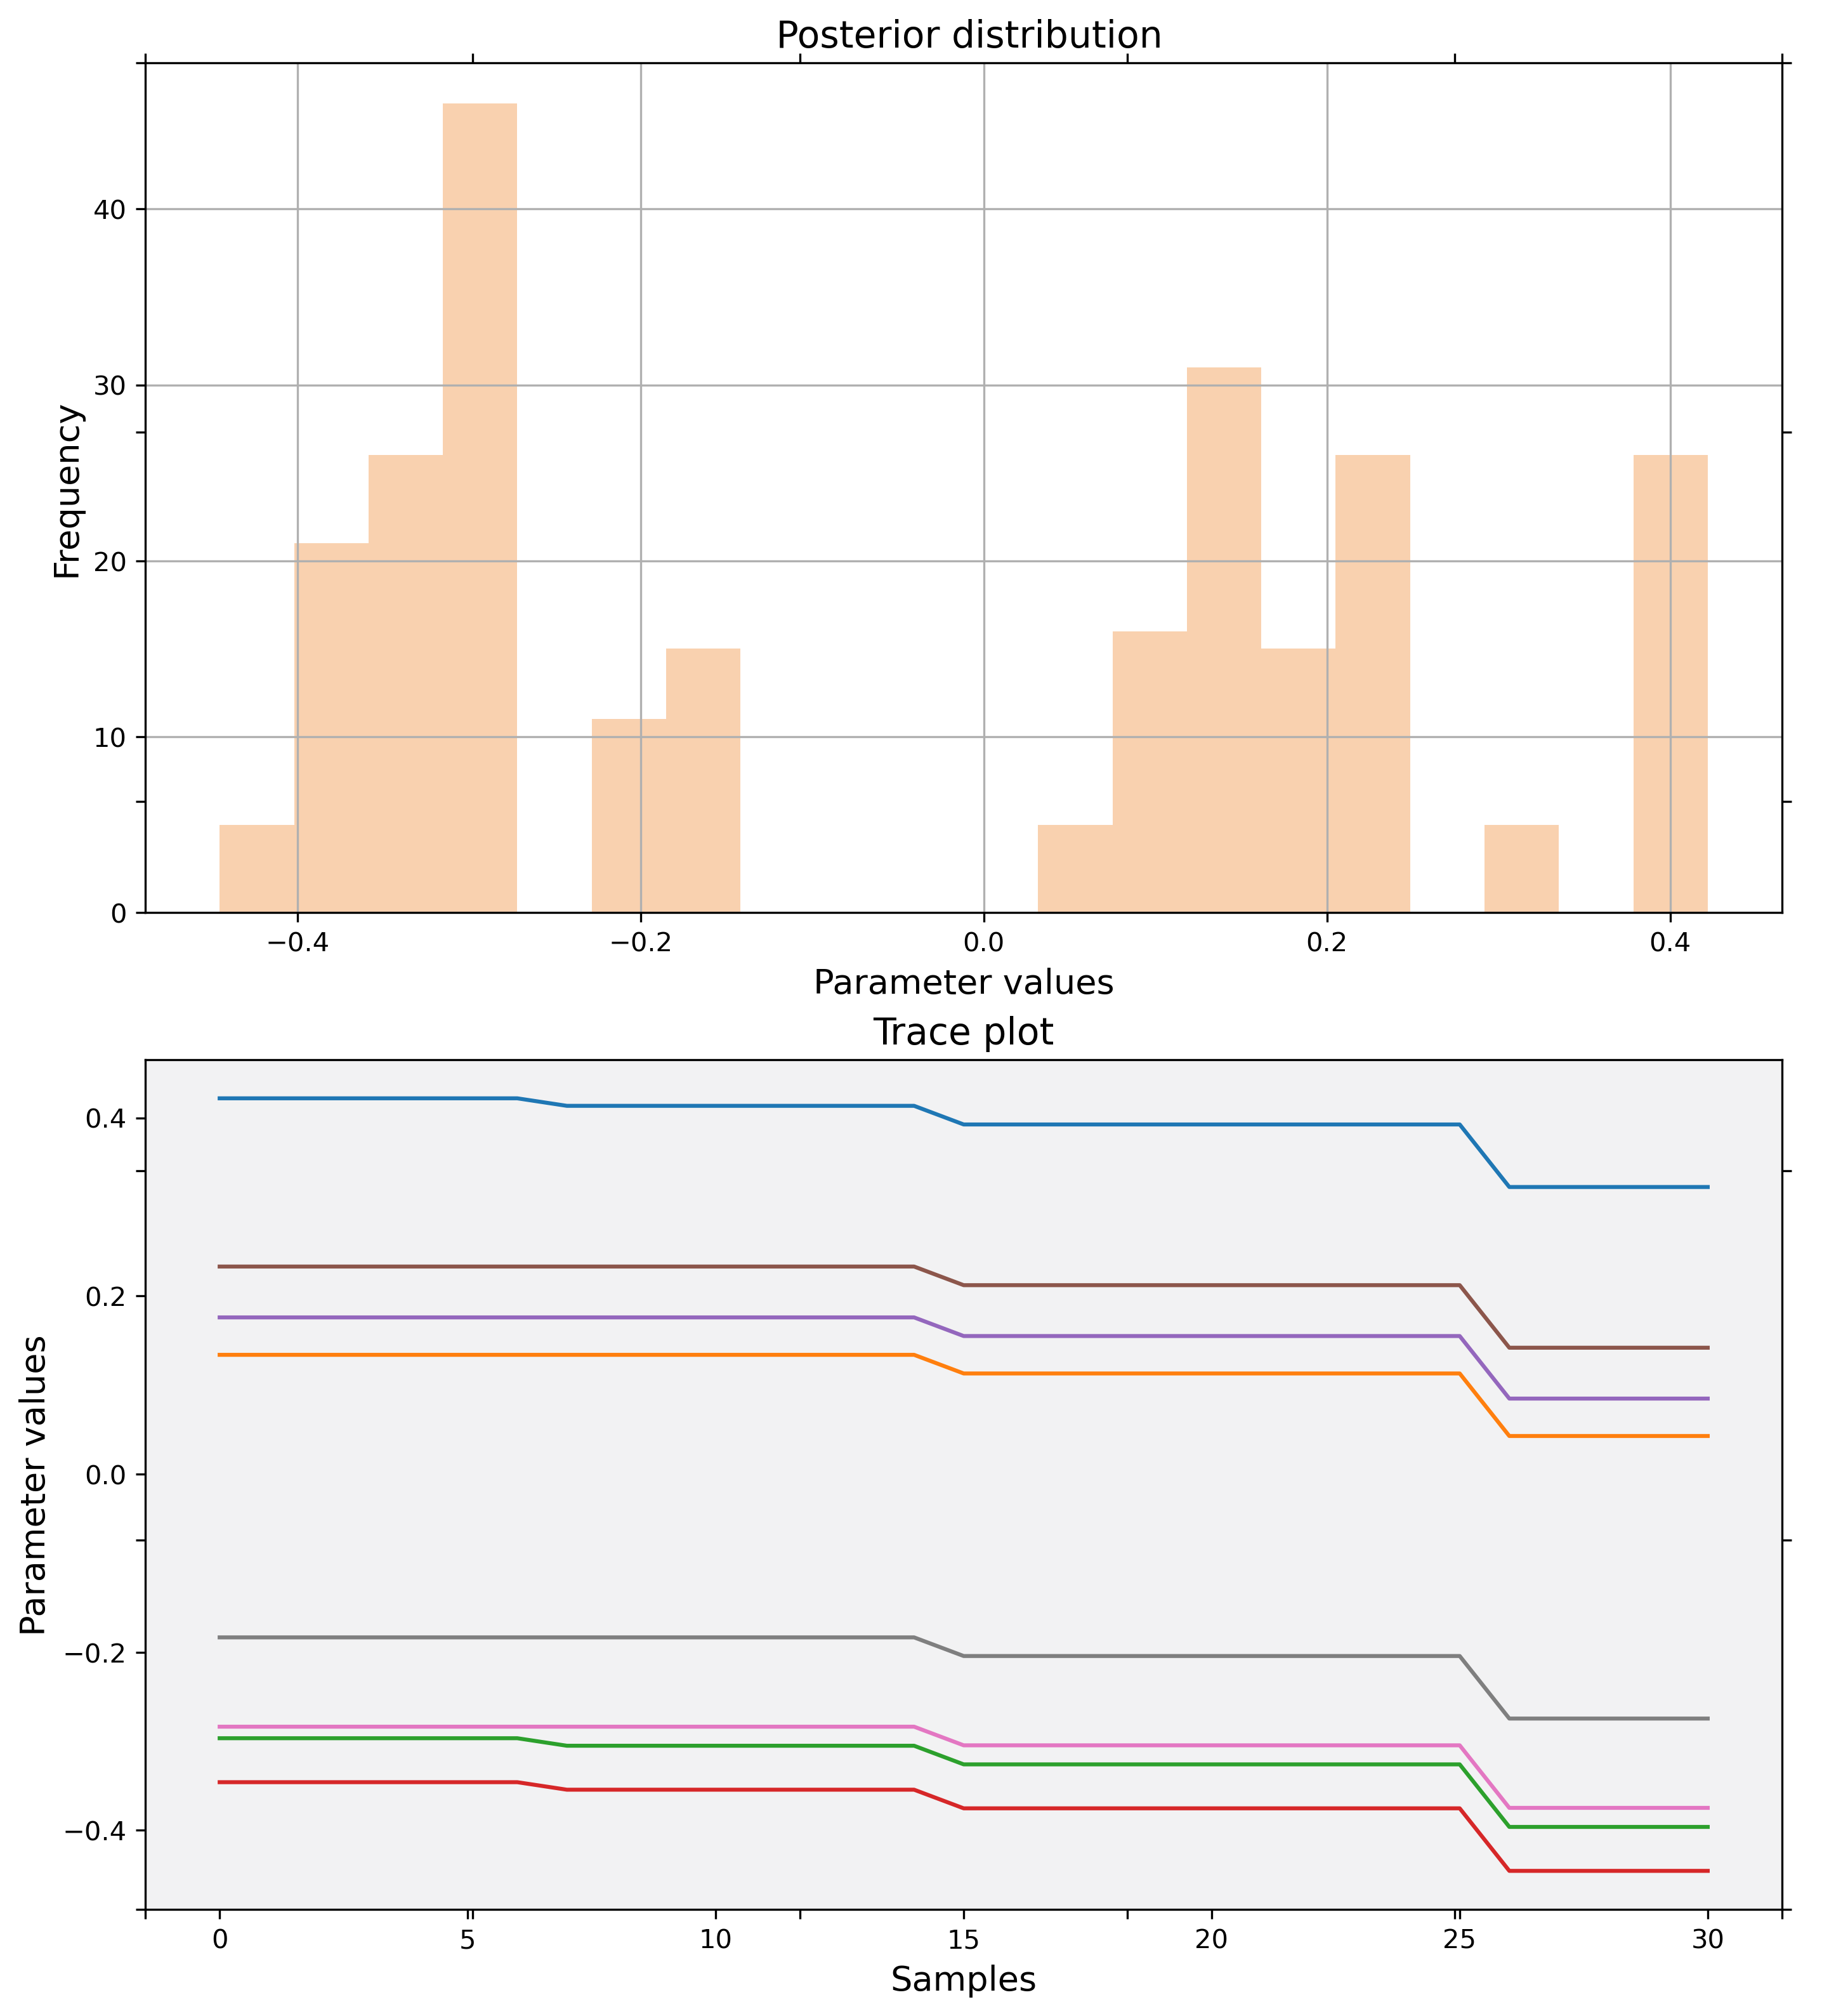 Posterior distribution
40
30
20
10
0
Frequency
−0.4 −0.2 0.0 0.2 0.4
Parameter values
Trace plot
0.4
0.2
0.0
−0.2
−0.4
Parameter values
0 5 10 15 20 25 30
Samples